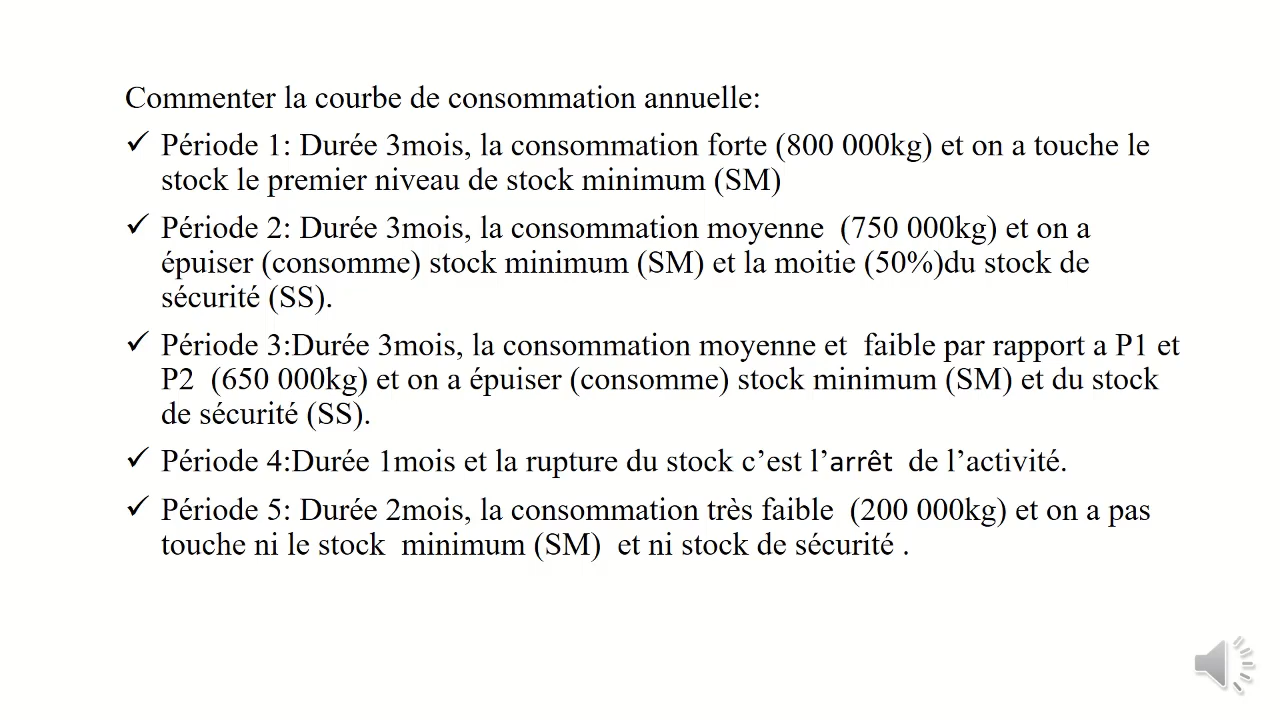 Commenter la courbe de consommation annuelle:
✓ Période 1: Durée 3mois, la consommation forte (800 000kg) et on a touche le
stock le premier niveau de stock minimum (SM)
✓ Période 2: Durée 3mois, la consommation moyenne  (750 000kg) et on a
épuiser (consomme) stock minimum (SM) et la moitie (50%)du stock de
sécurité (SS).
✓ Période 3:Durée 3mois, la consommation moyenne et  faible par rapport a P1 et
P2  (650 000kg) et on a épuiser (consomme) stock minimum (SM) et du stock
de sécurité (SS).
✓ Période 4:Durée 1mois et la rupture du stock c’est l’arrêt  de l’activité.
✓ Période 5: Durée 2mois, la consommation très faible  (200 000kg) et on a pas
touche ni le stock  minimum (SM)  et ni stock de sécurité .